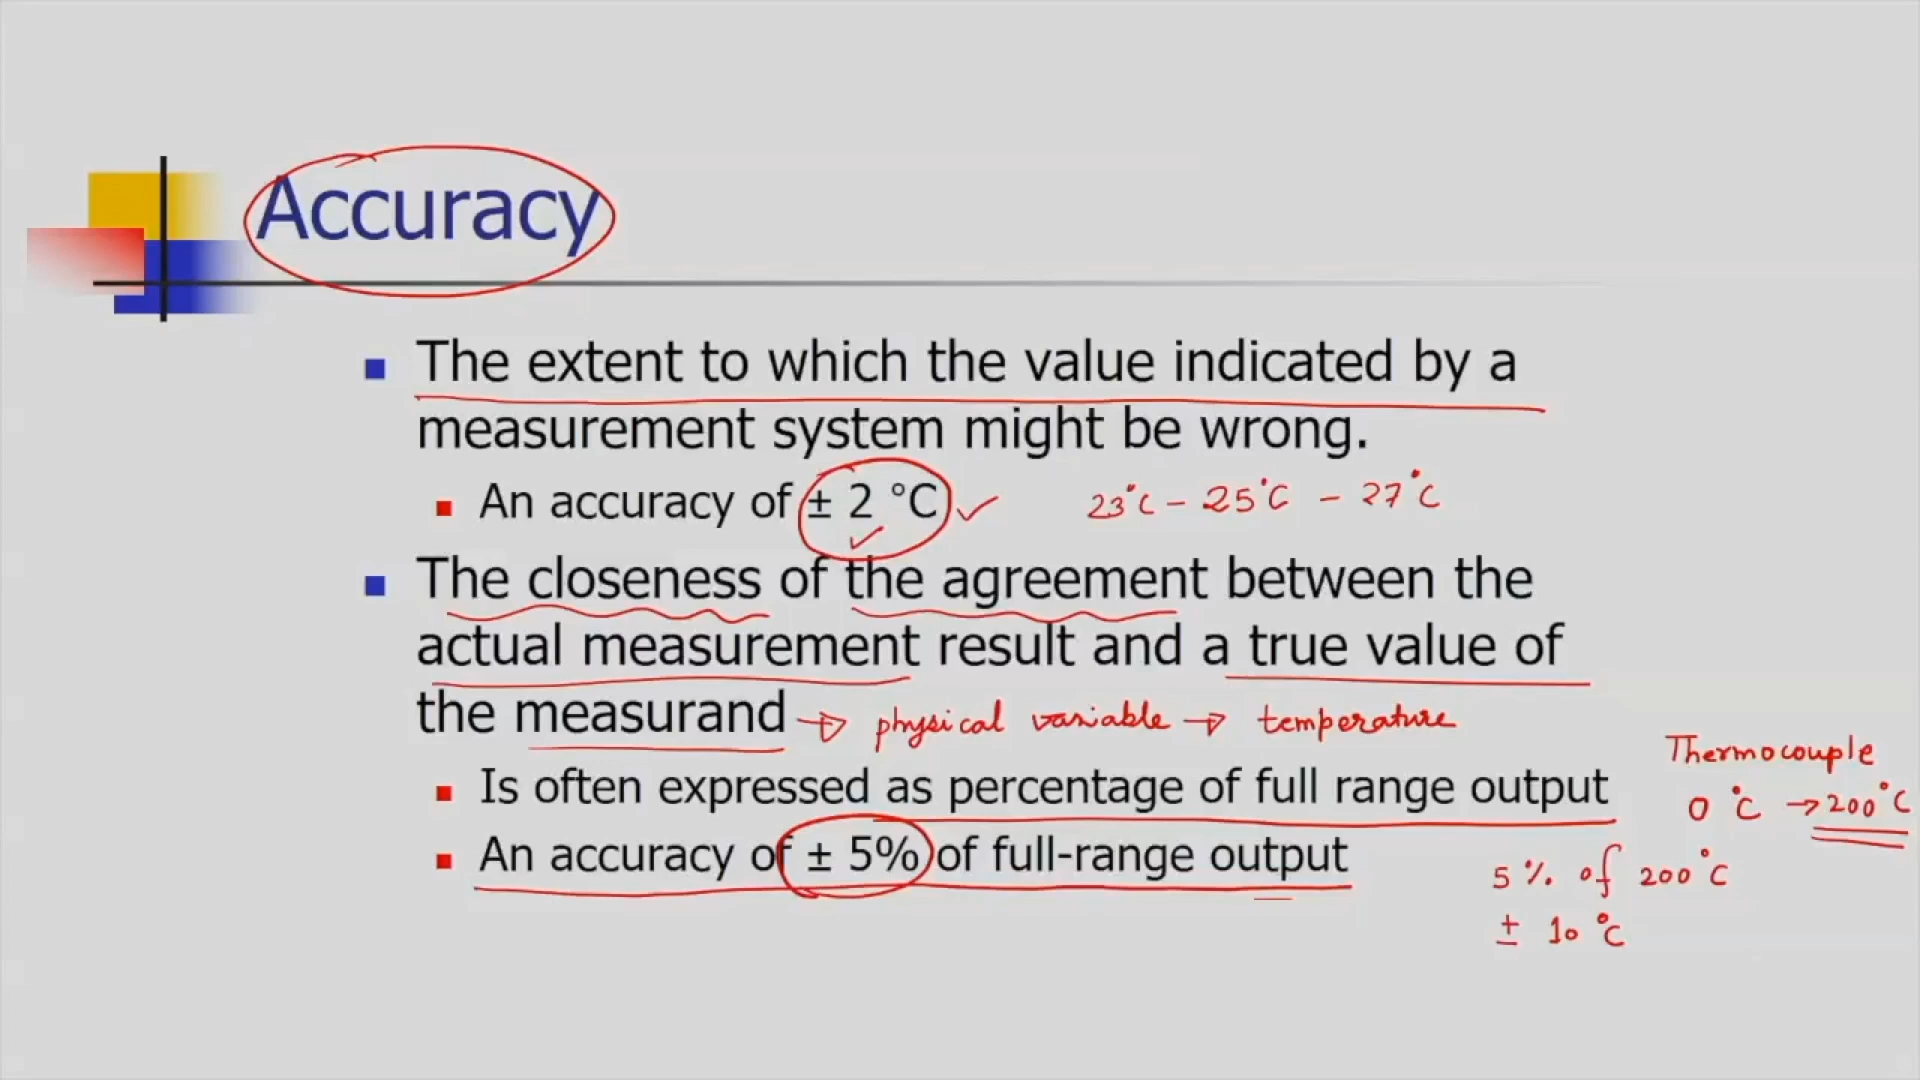 Accuracy
The extent to which the value indicated by a
measurement system might be wrong.
An accuracy of ± 2 °C
23°C – 25°C – 27°C
The closeness of the agreement between the
actual measurement result and a true value of
the measurand → physical variable → temperature
Is often expressed as percentage of full range output
An accuracy of ± 5% of full-range output
Thermocouple
0 °C → 200°C
5 % of 200 °C
± 10 °C